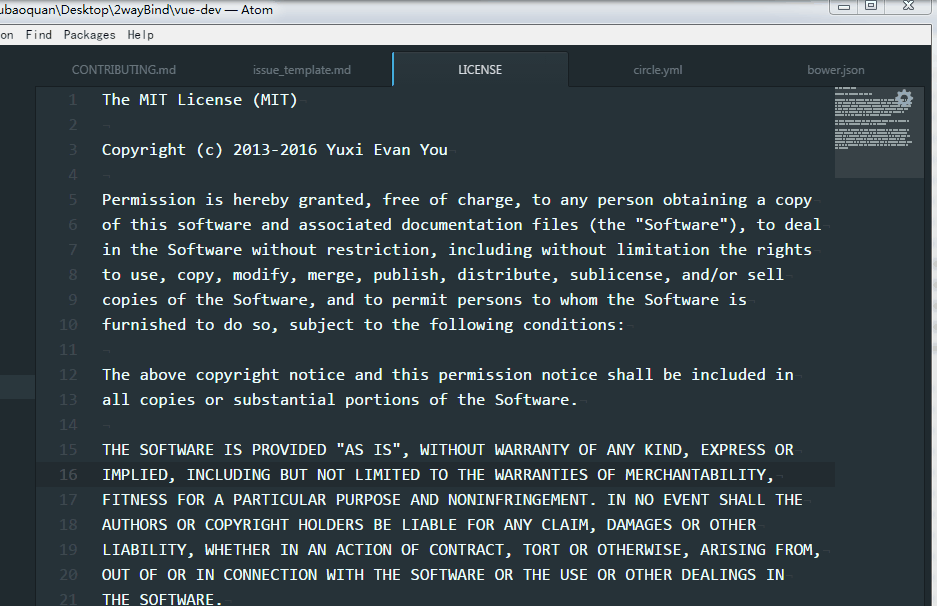 ubaoquan\Desktop\2wayBind\vue-dev — Atom
on Find Packages Help
CONTRIBUTING.md issue_template.md LICENSE circle.yml bower.json
1 The MIT License (MIT)
2
3 Copyright (c) 2013-2016 Yuxi Evan You
4
5 Permission is hereby granted, free of charge, to any person obtaining a copy
6 of this software and associated documentation files (the "Software"), to deal
7 in the Software without restriction, including without limitation the rights
8 to use, copy, modify, merge, publish, distribute, sublicense, and/or sell
9 copies of the Software, and to permit persons to whom the Software is
10 furnished to do so, subject to the following conditions:
11
12 The above copyright notice and this permission notice shall be included in
13 all copies or substantial portions of the Software.
14
15 THE SOFTWARE IS PROVIDED "AS IS", WITHOUT WARRANTY OF ANY KIND, EXPRESS OR
16 IMPLIED, INCLUDING BUT NOT LIMITED TO THE WARRANTIES OF MERCHANTABILITY,
17 FITNESS FOR A PARTICULAR PURPOSE AND NONINFRINGEMENT. IN NO EVENT SHALL THE
18 AUTHORS OR COPYRIGHT HOLDERS BE LIABLE FOR ANY CLAIM, DAMAGES OR OTHER
19 LIABILITY, WHETHER IN AN ACTION OF CONTRACT, TORT OR OTHERWISE, ARISING FROM,
20 OUT OF OR IN CONNECTION WITH THE SOFTWARE OR THE USE OR OTHER DEALINGS IN
21 THE SOFTWARE.